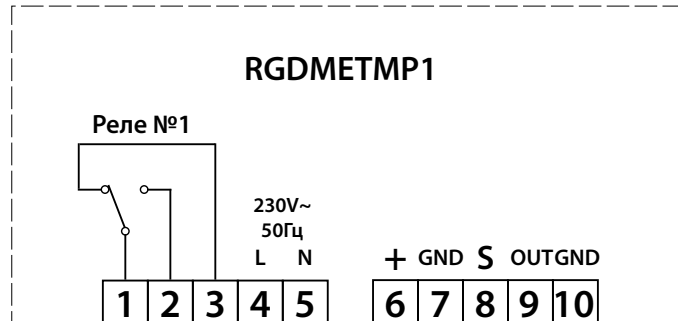 RGDMETMP1
Реле №1
230V~
50Гц
L N
+ GND S OUT GND
1 2 3 4 5 6 7 8 9 10